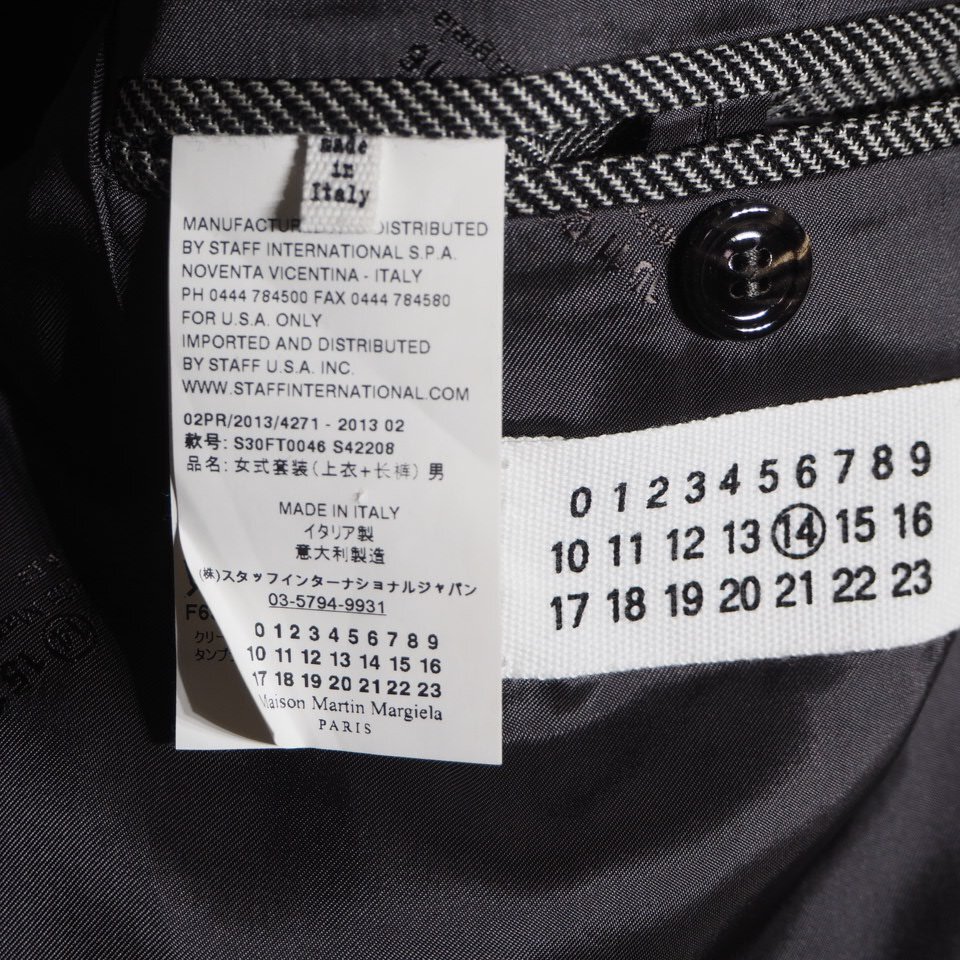 made
in
Italy
MANUFACTUR DISTRIBUTED
BY STAFF INTERNATIONAL S.P.A.
NOVENTA VICENTINA - ITALY
PH 0444 784500 FAX 0444 784580
FOR U.S.A. ONLY
IMPORTED AND DISTRIBUTED
BY STAFF U.S.A. INC.
WWW.STAFFINTERNATIONAL.COM
02PR/2013/4271 - 2013 02
款号: S30FT0046 S42208
品名: 女式套装(上衣+长裤) 男
MADE IN ITALY
イタリア製
意大利製造
(株)スタッフインターナショナルジャパン
03-5794-9931
0 1 2 3 4 5 6 7 8 9
10 11 12 13 14 15 16
17 18 19 20 21 22 23
Maison Martin Margiela
PARIS
クリー
タンブ
0 1 2 3 4 5 6 7 8 9
10 11 12 13 14 15 16
17 18 19 20 21 22 23